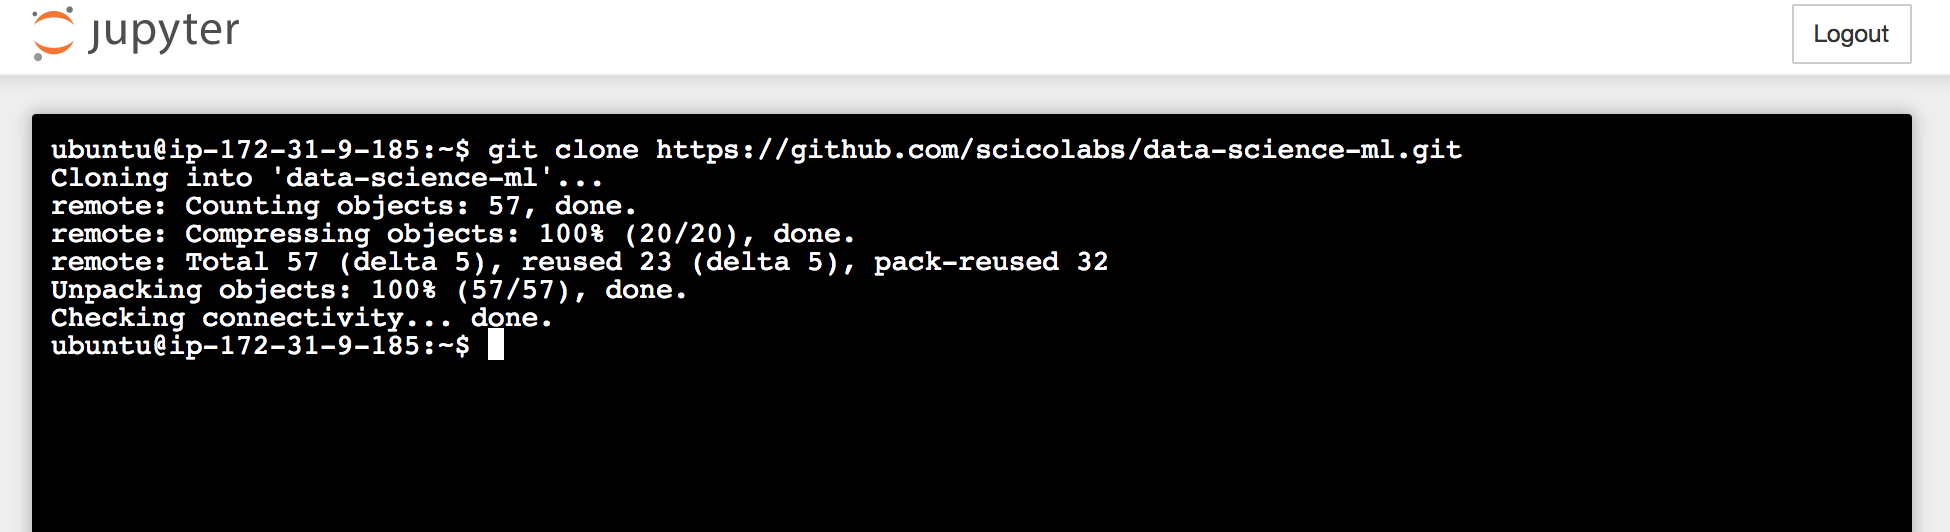 jupyter
Logout
ubuntu@ip-172-31-9-185:~$ git clone https://github.com/scicolabs/data-science-ml.git
Cloning into 'data-science-ml'...
remote: Counting objects: 57, done.
remote: Compressing objects: 100% (20/20), done.
remote: Total 57 (delta 5), reused 23 (delta 5), pack-reused 32
Unpacking objects: 100% (57/57), done.
Checking connectivity... done.
ubuntu@ip-172-31-9-185:~$